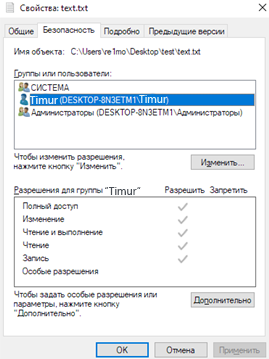 Свойства: text.txt
Общие Безопасность Подробно Предыдущие версии
Имя объекта: C:\Users\re1mo\Desktop\test\text.txt
Группы или пользователи:
СИСТЕМА
Timur (DESKTOP-8N3ETM1\Timur)
Администраторы (DESKTOP-8N3ETM1\Администраторы)
Чтобы изменить разрешения,
нажмите кнопку "Изменить".
Изменить...
Разрешения для группы "Timur" Разрешить Запретить
Полный доступ
Изменение
Чтение и выполнение
Чтение
Запись
Особые разрешения
Чтобы задать особые разрешения или
параметры, нажмите кнопку
"Дополнительно".
Дополнительно
OK Отмена Применить